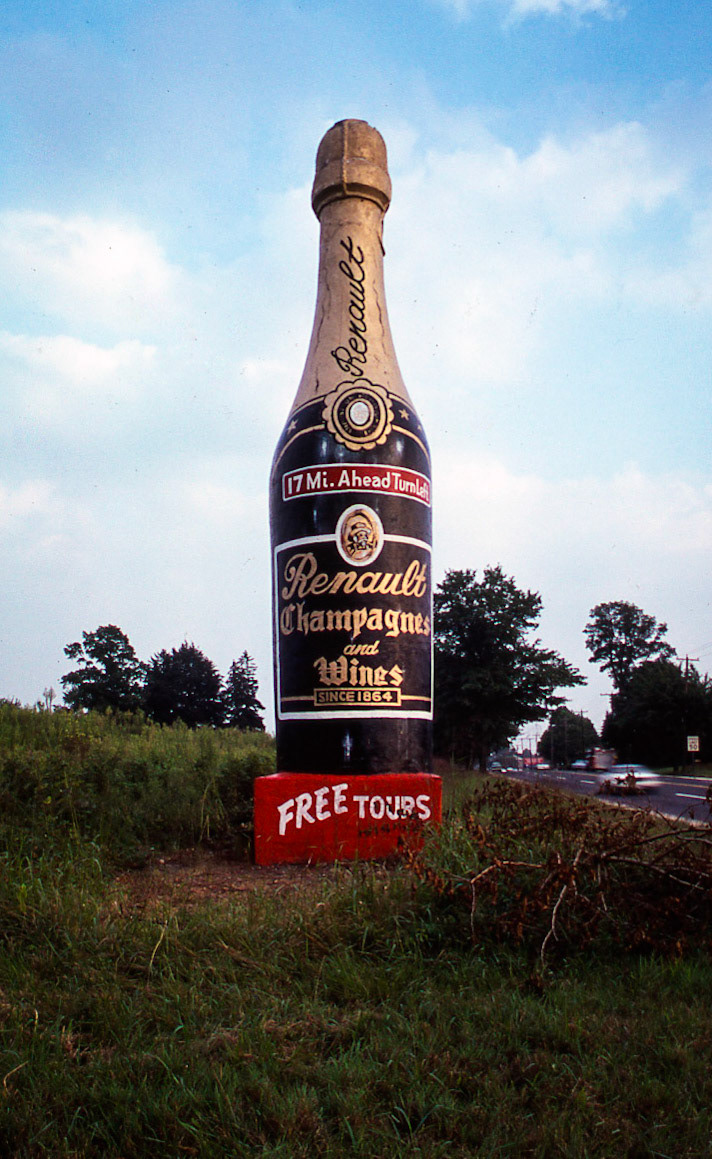 Renault
17 Mi. Ahead Turn Left
Renault
Champagnes
and
Wines
SINCE 1864
FREE TOURS